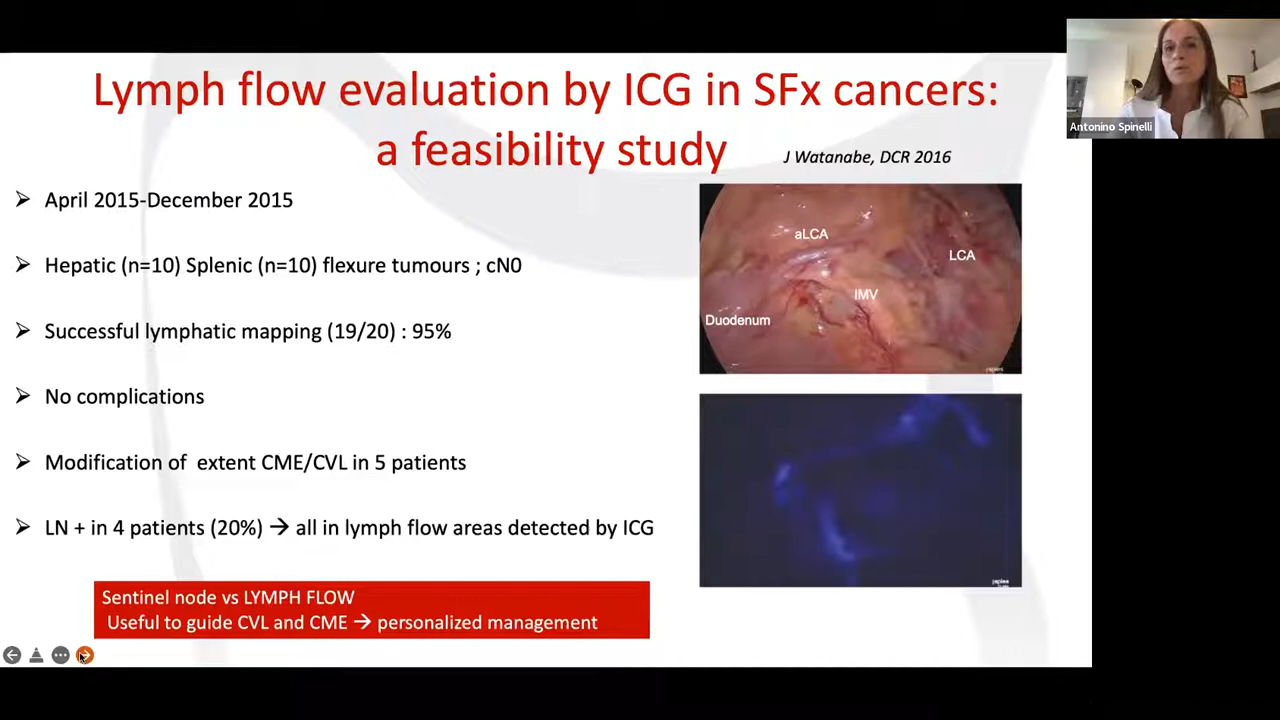 Lymph flow evaluation by ICG in SFx cancers:
a feasibility study
J Watanabe, DCR 2016
April 2015-December 2015
Hepatic (n=10) Splenic (n=10) flexure tumours ; cN0
Successful lymphatic mapping (19/20) : 95%
No complications
Modification of extent CME/CVL in 5 patients
LN + in 4 patients (20%) → all in lymph flow areas detected by ICG
Sentinel node vs LYMPH FLOW
Useful to guide CVL and CME → personalized management
aLCA
LCA
IMV
Duodenum
Antonino Spinelli